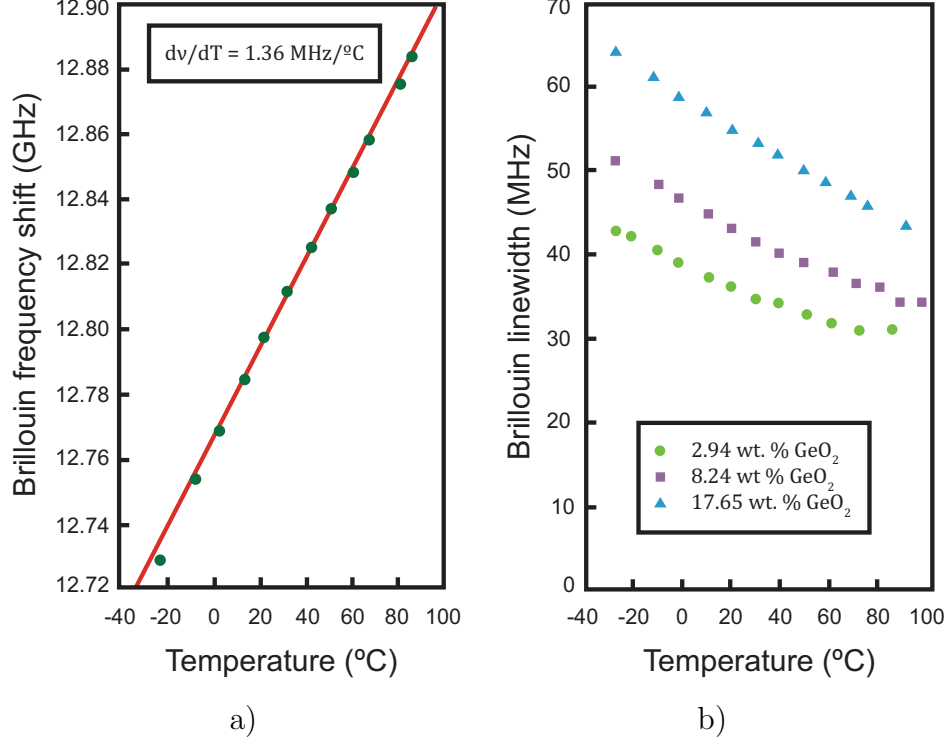 12.90
12.88
12.86
12.84
12.82
12.80
12.78
12.76
12.74
12.72
Brillouin frequency shift (GHz)
dν/dT = 1.36 MHz/ºC
-40 -20 0 20 40 60 80 100
Temperature (ºC)
a)
70
60
50
40
30
20
10
0
Brillouin linewidth (MHz)
2.94 wt. % GeO₂
8.24 wt % GeO₂
17.65 wt. % GeO₂
-40 -20 0 20 40 60 80 100
Temperature (ºC)
b)